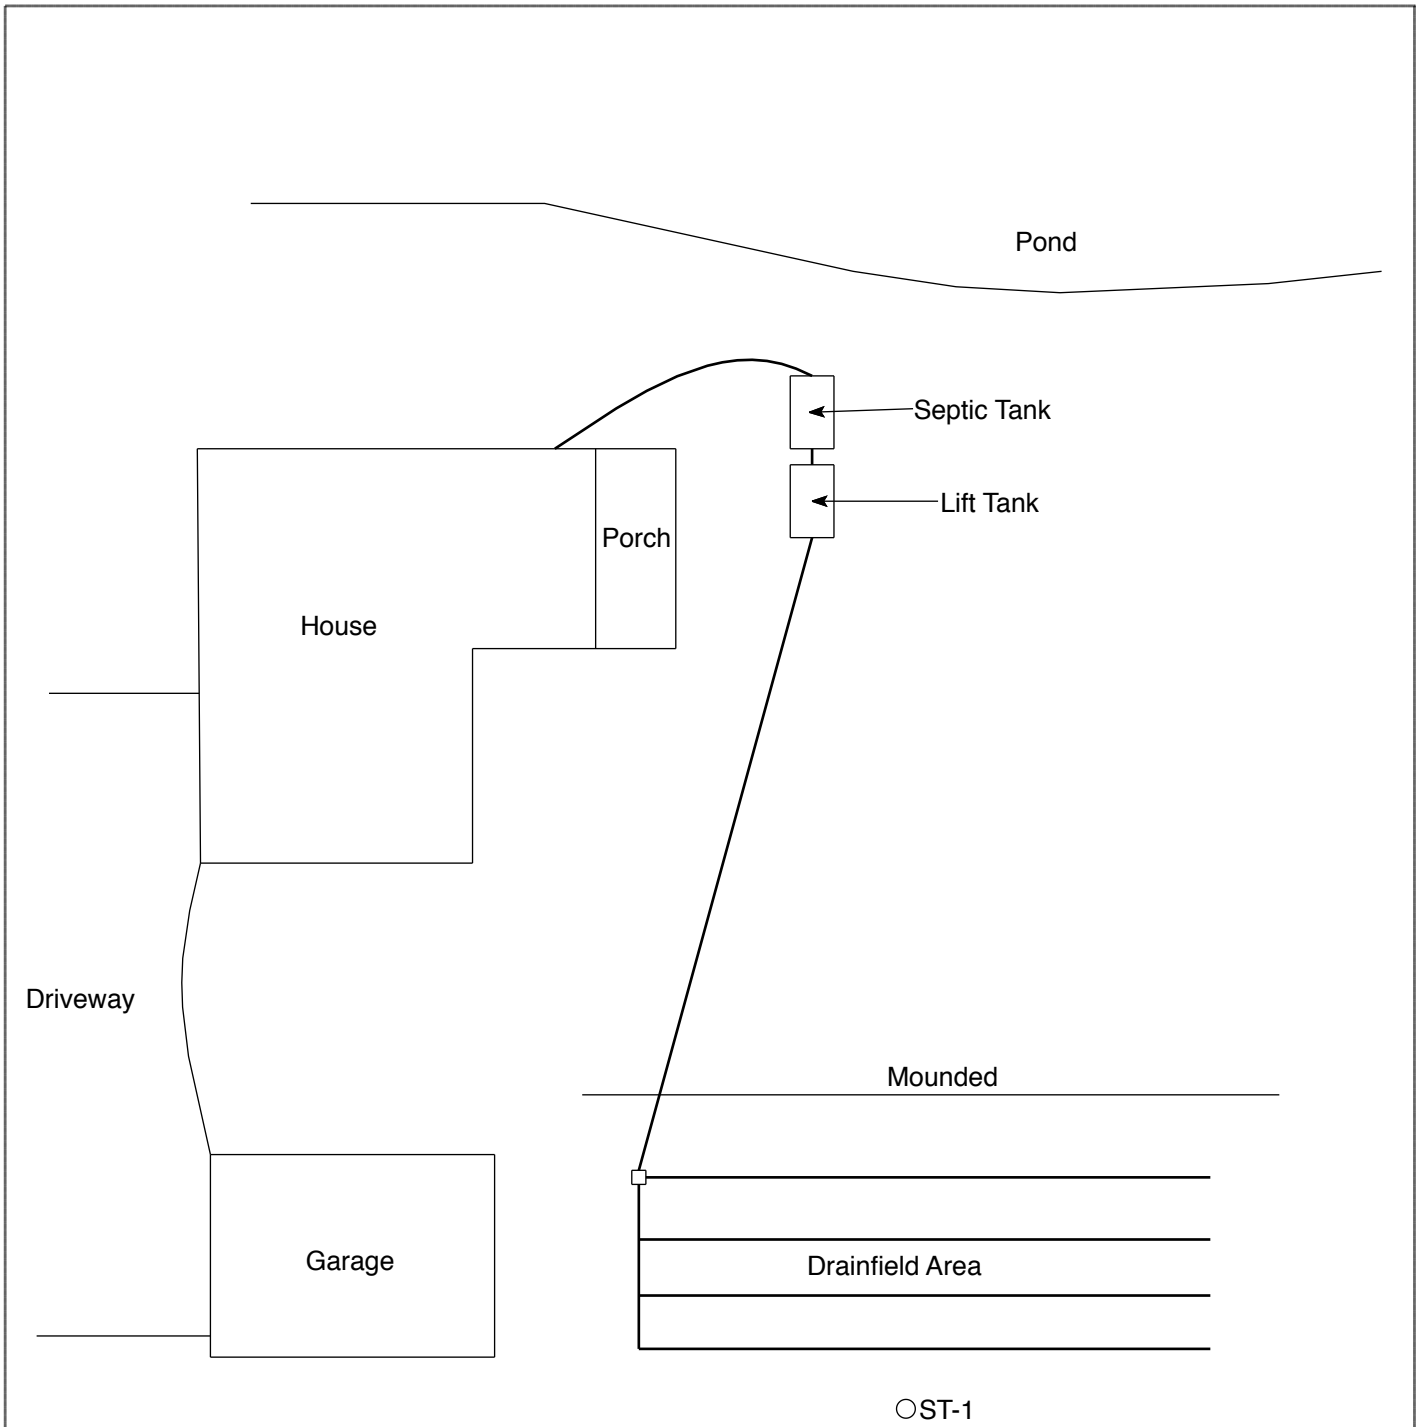 Pond
Septic Tank
Lift Tank
Porch
House
Driveway
Mounded
Garage
Drainfield Area
ST-1